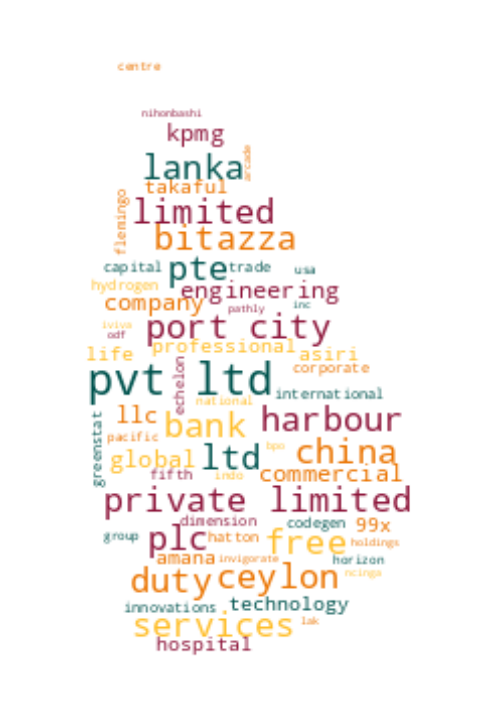 centre
nihonbashi
kpmg
arcade
lanka
takaful
flemingo
limited
bitazza
capital
pte
trade
usa
hydrogen
engineering
company
pathly
inc
iviva
odf
port city
professional
life
asiri
corporate
echelon
pvt ltd
national
international
greenstat
llc
bank
harbour
pacific
global
ltd
bpo
china
fifth
indo
commercial
private limited
dimension
codegen
99x
group
plc
hatton
free
holdings
amana
invigorate
horizon
duty
ceylon
ncinga
innovations
technology
services
lak
hospital